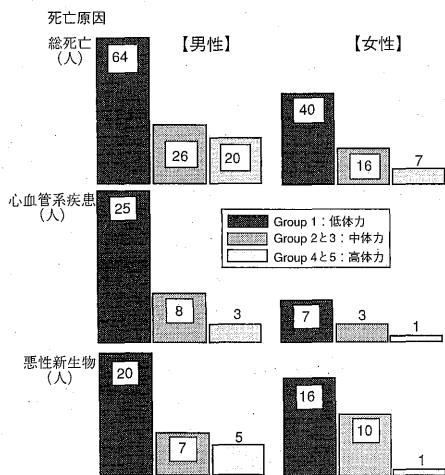 死亡原因
総死亡
(人)
【男性】
【女性】
64
26
20
40
16
7
心血管系疾患
(人)
25
8
3
7
3
1
Group 1：低体力
Group 2と3：中体力
Group 4と5：高体力
悪性新生物
(人)
20
7
5
16
10
1